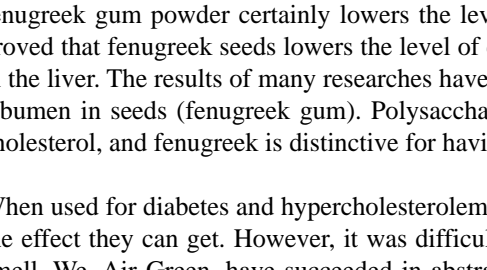 enugreek gum powder certainly lowers the lev
roved that fenugreek seeds lowers the level of
the liver. The results of many researches have
bumen in seeds (fenugreek gum). Polysaccha
holesterol, and fenugreek is distinctive for havi
When used for diabetes and hypercholesterolem
e effect they can get. However, it was difficul
mell. We, Air Green, have succeeded in abstra